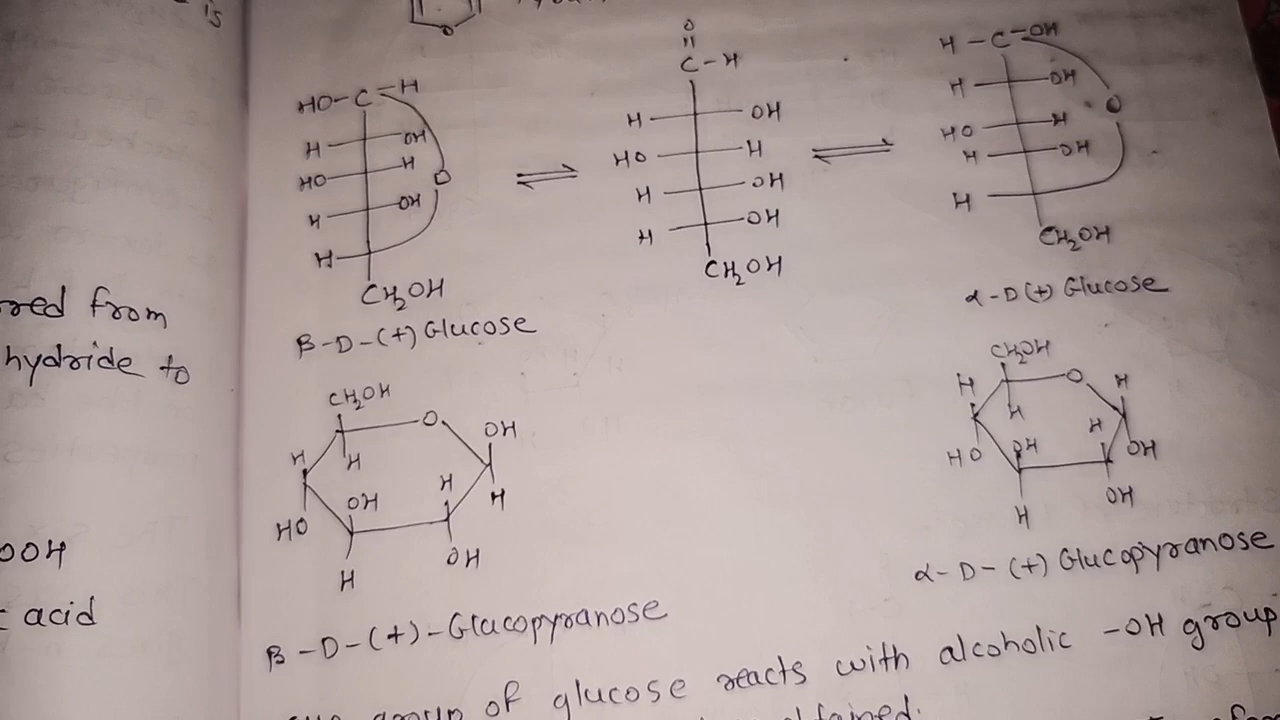 is
O
O
||
C-H
H-C-OH
HO-C-H
H OH
HO H
H OH
H OH
CH₂OH
H OH
HO H
H OH
H
O
CH₂OH
H OH
HO H
H OH
H
O
CH₂OH
β-D-(+) Glucose
α-D(+) Glucose
red from
hydride to
OOH
acid
CH₂OH
O
OH
H
H
H
OH
H
HO
OH
H
β-D-(+)-Glucopyranose
CH₂OH
O
H
H
H
H
OH
HO
OH
OH
H
α-D-(+) Glucopyranose
group of glucose reacts with alcoholic -OH group